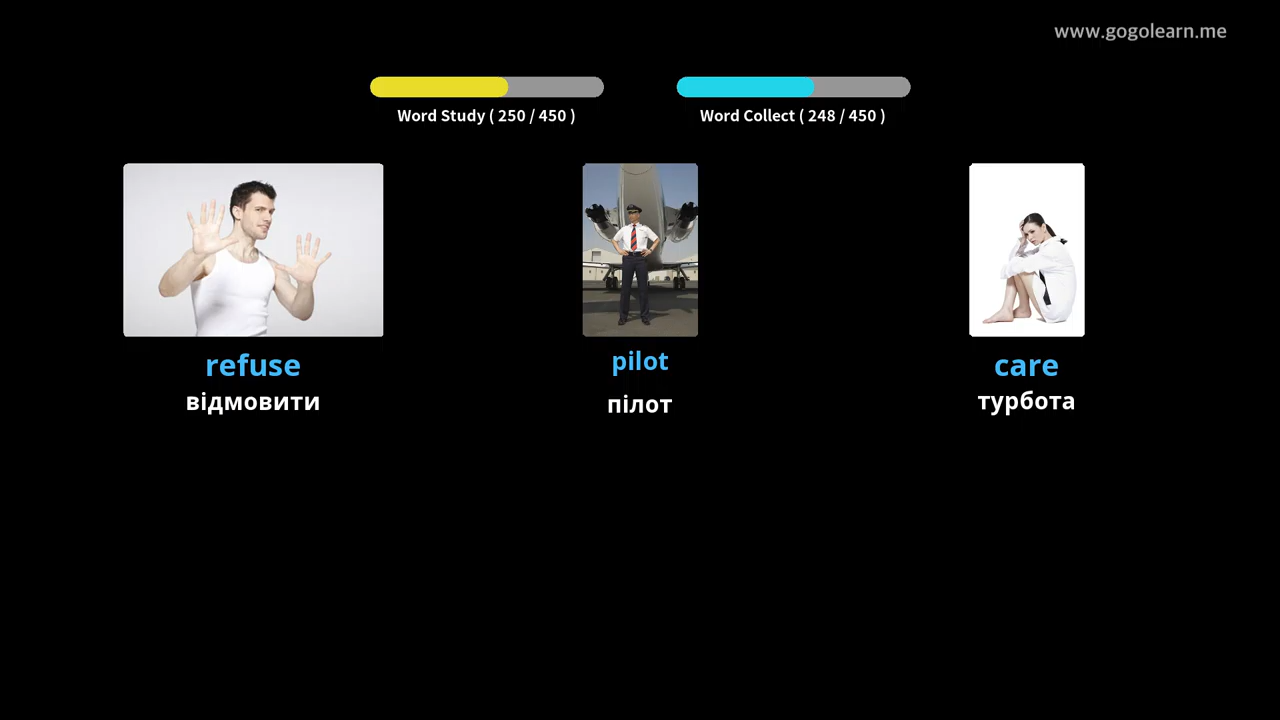 www.gogolearn.me
Word Study ( 250 / 450 )
Word Collect ( 248 / 450 )
refuse
відмовити
pilot
пілот
care
турбота